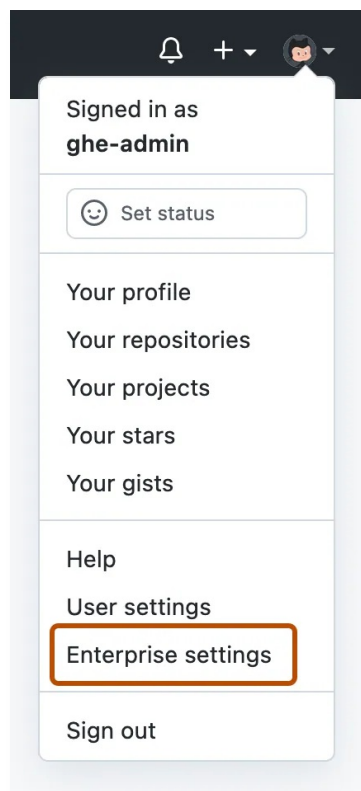 Signed in as
ghe-admin
Set status
Your profile
Your repositories
Your projects
Your stars
Your gists
Help
User settings
Enterprise settings
Sign out